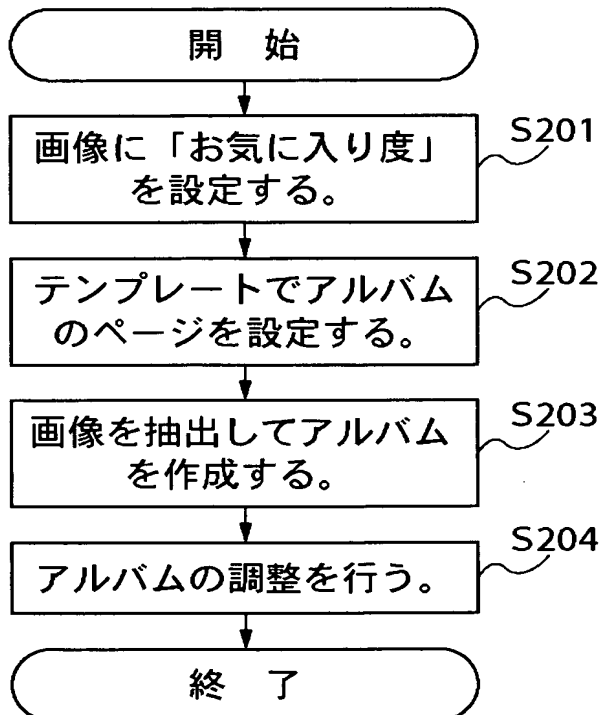 開 始
画像に「お気に入り度」
を設定する。
S201
テンプレートでアルバム
のページを設定する。
S202
画像を抽出してアルバム
を作成する。
S203
アルバムの調整を行う。
S204
終 了